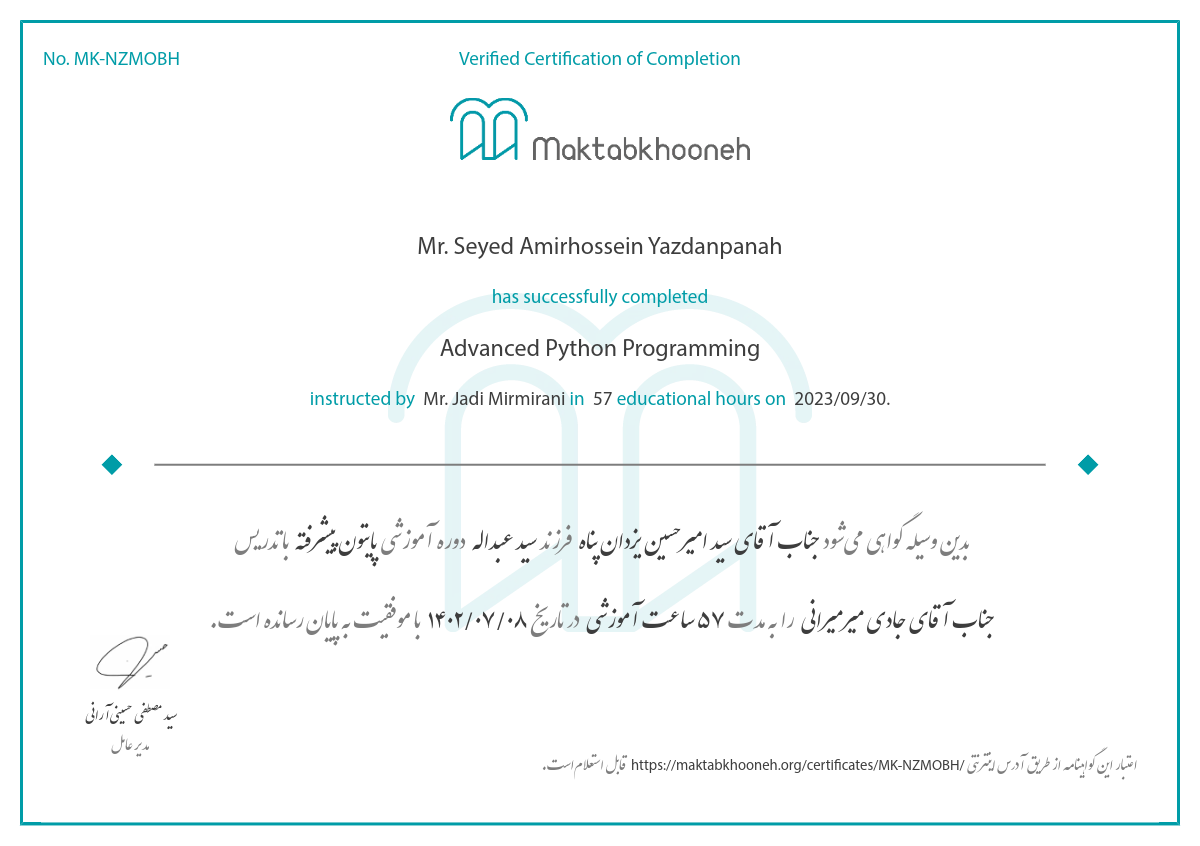 No. MK-NZMOBH
Verified Certification of Completion
Maktabkhooneh
Mr. Seyed Amirhossein Yazdanpanah
has successfully completed
Advanced Python Programming
instructed by Mr. Jadi Mirmirani in 57 educational hours on 2023/09/30.
بدین وسیله گواهی می‌شود جناب آقای سید امیرحسین یزدان پناه فرزند سید عبداله دوره آموزشی پایتون پیشرفته با تدریس
جناب آقای جادی میرمیرانی را به مدت ۵۷ ساعت آموزشی در تاریخ ۱۴۰۲/۰۷/۰۸ با موفقیت به پایان رسانده است.
سید مصطفی حسینی آرانی
مدیر عامل
اعتبار این گواهینامه از طریق آدرس اینترنتی https://maktabkhooneh.org/certificates/MK-NZMOBH/ قابل استعلام است.